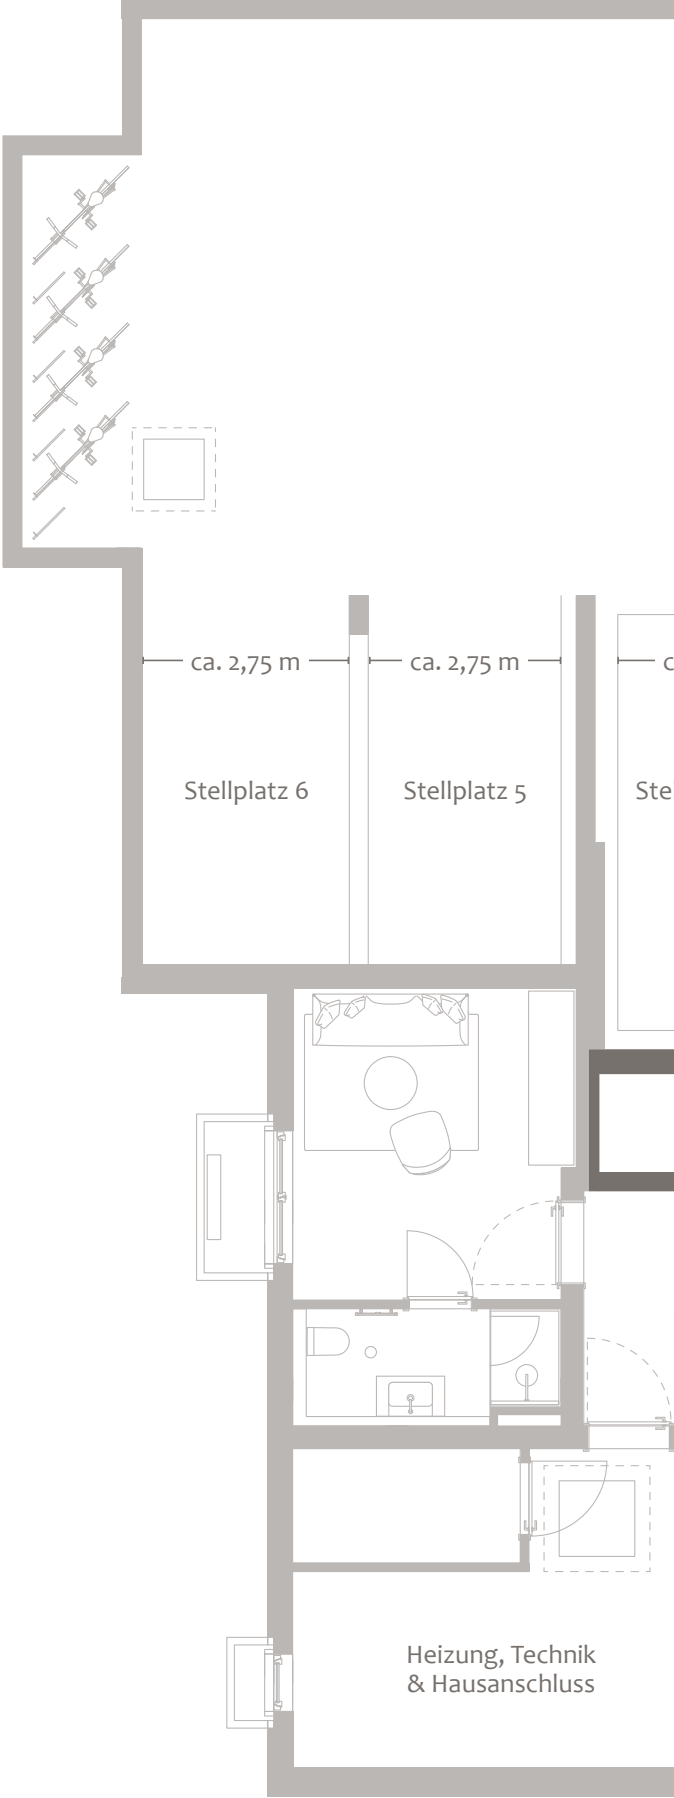 ca. 2,75 m
ca. 2,75 m
Stellplatz 6
Stellplatz 5
Heizung, Technik
& Hausanschluss